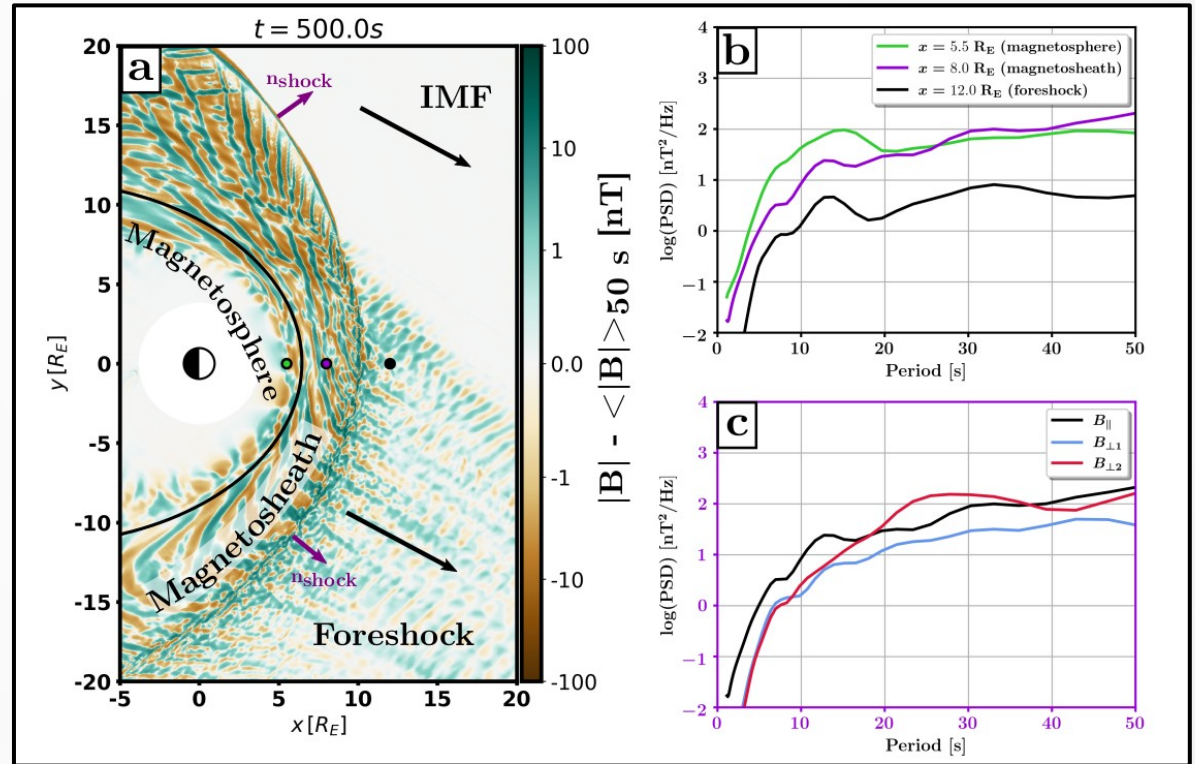 t = 500.0s
a
20
15
10
5
0
-5
-10
-15
-20
y [R_E]
-5
0
5
10
15
20
x [R_E]
n_shock
IMF
Magnetosphere
Magnetosheath
n_shock
Foreshock
100
10
1
0.0
-1
-10
-100
|B| - <|B|>50 s [nT]
b
4
3
2
1
0
−1
−2
log(PSD) [nT²/Hz]
x = 5.5 R_E (magnetosphere)
x = 8.0 R_E (magnetosheath)
x = 12.0 R_E (foreshock)
0
10
20
30
40
50
Period [s]
c
4
3
2
1
0
−1
−2
log(PSD) [nT²/Hz]
B_∥
B_⊥1
B_⊥2
0
10
20
30
40
50
Period [s]